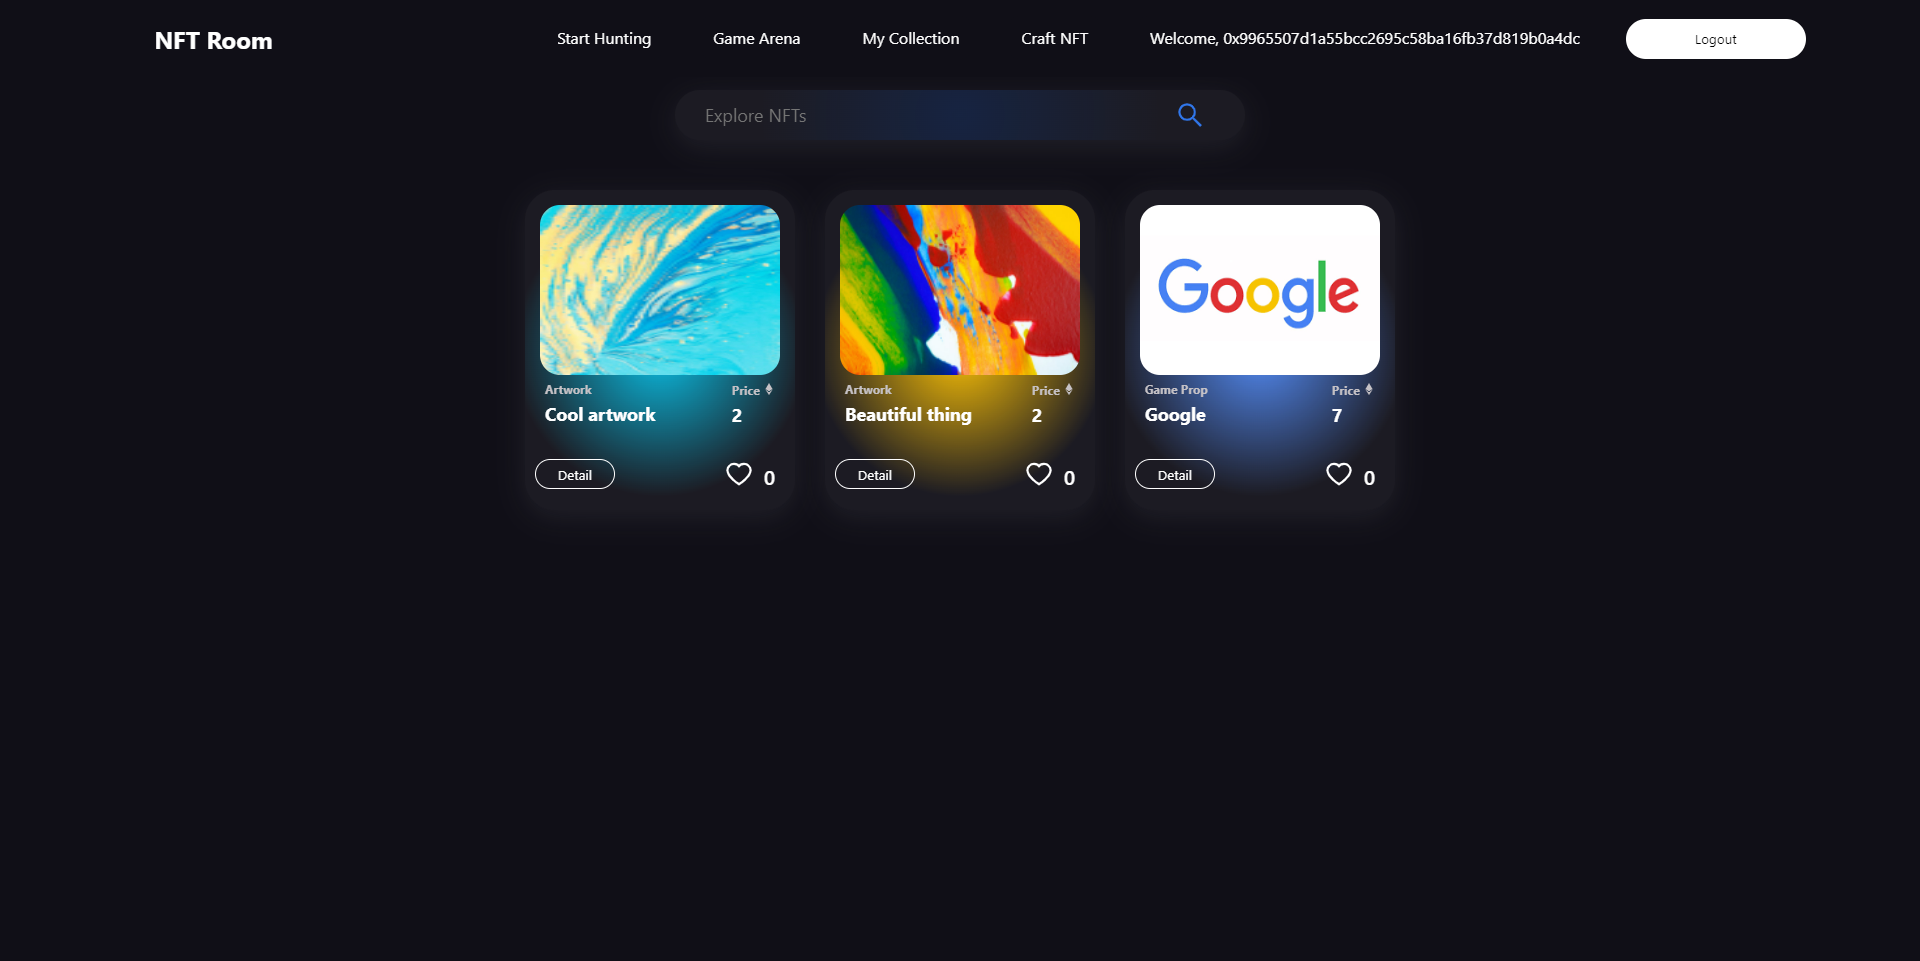 NFT Room
Start Hunting
Game Arena
My Collection
Craft NFT
Welcome, 0x9965507d1a55bcc2695c58ba16fb37d819b0a4dc
Logout
Explore NFTs
Artwork
Price
Cool artwork
2
Detail
0
Artwork
Price
Beautiful thing
2
Detail
0
Google
Game Prop
Price
Google
7
Detail
0